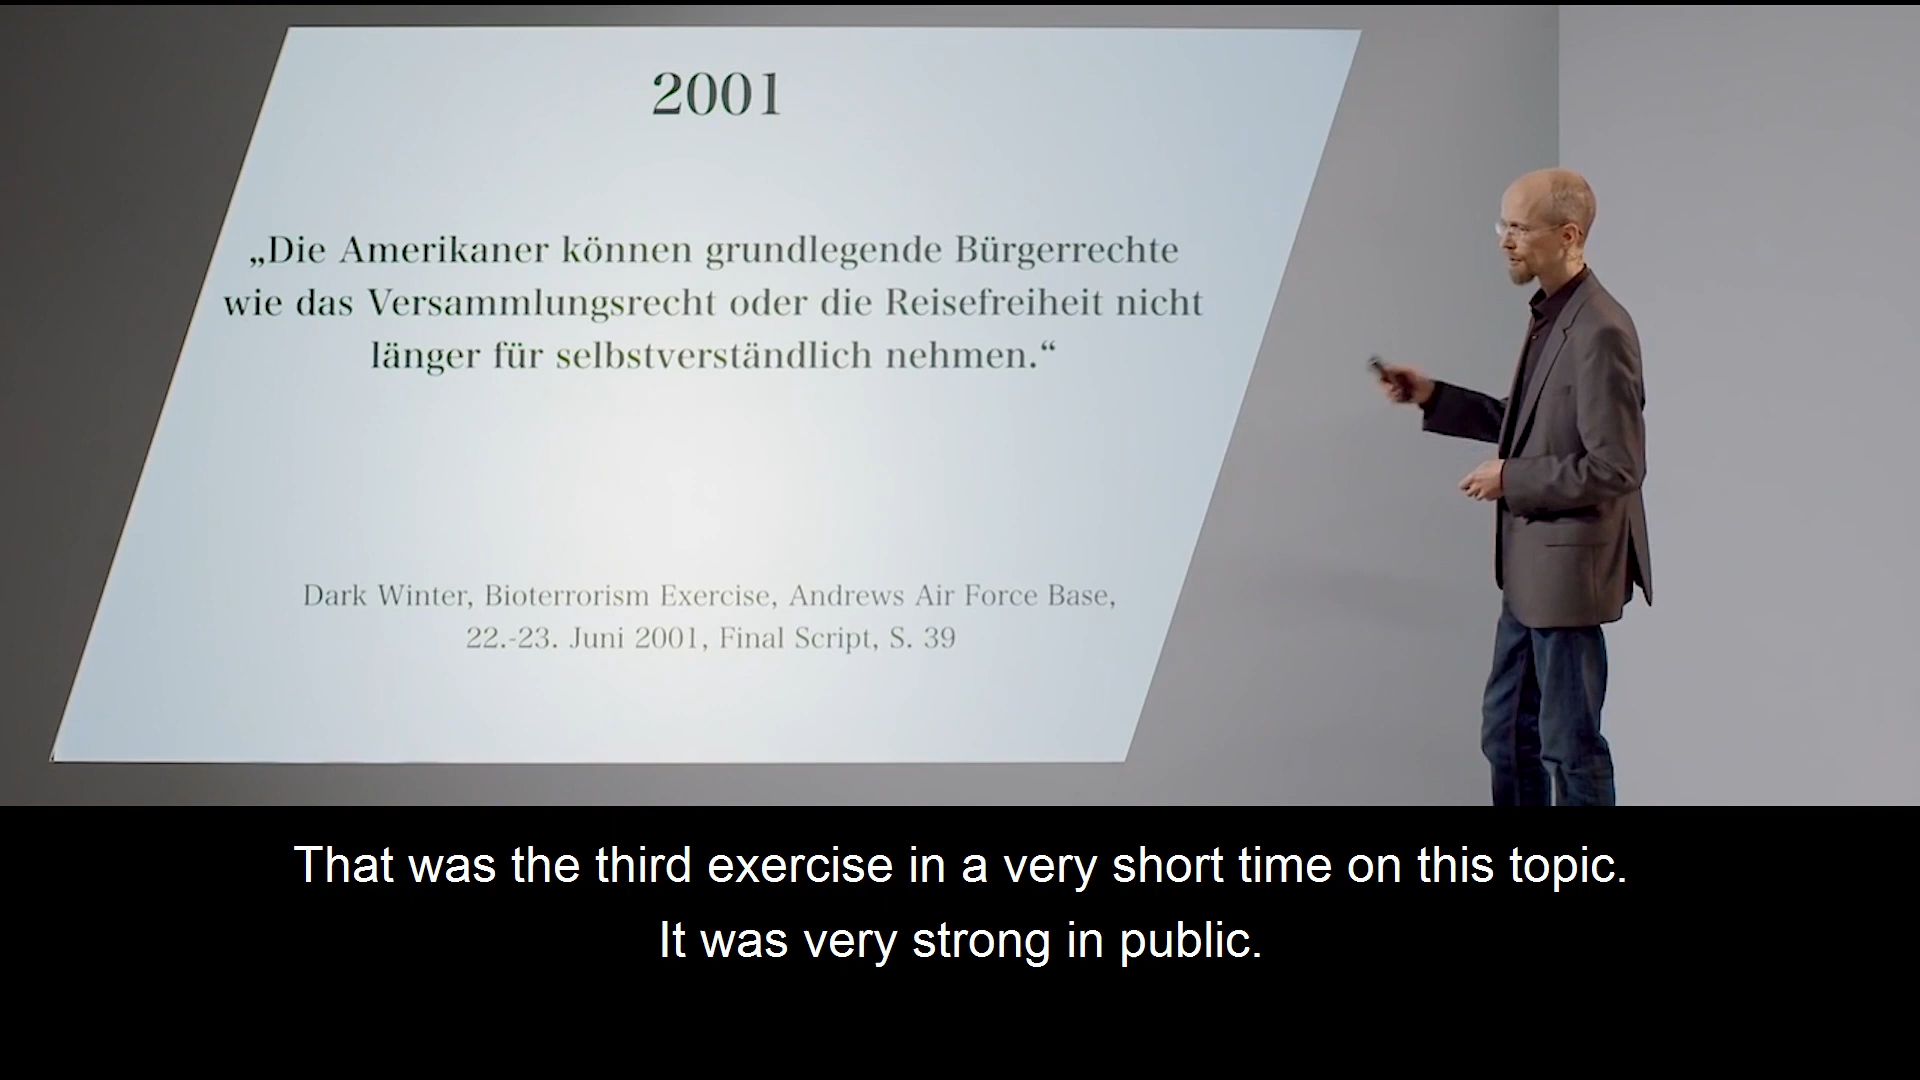 2001
„Die Amerikaner können grundlegende Bürgerrechte
wie das Versammlungsrecht oder die Reisefreiheit nicht
länger für selbstverständlich nehmen.“
Dark Winter, Bioterrorism Exercise, Andrews Air Force Base,
22.-23. Juni 2001, Final Script, S. 39
That was the third exercise in a very short time on this topic.
It was very strong in public.